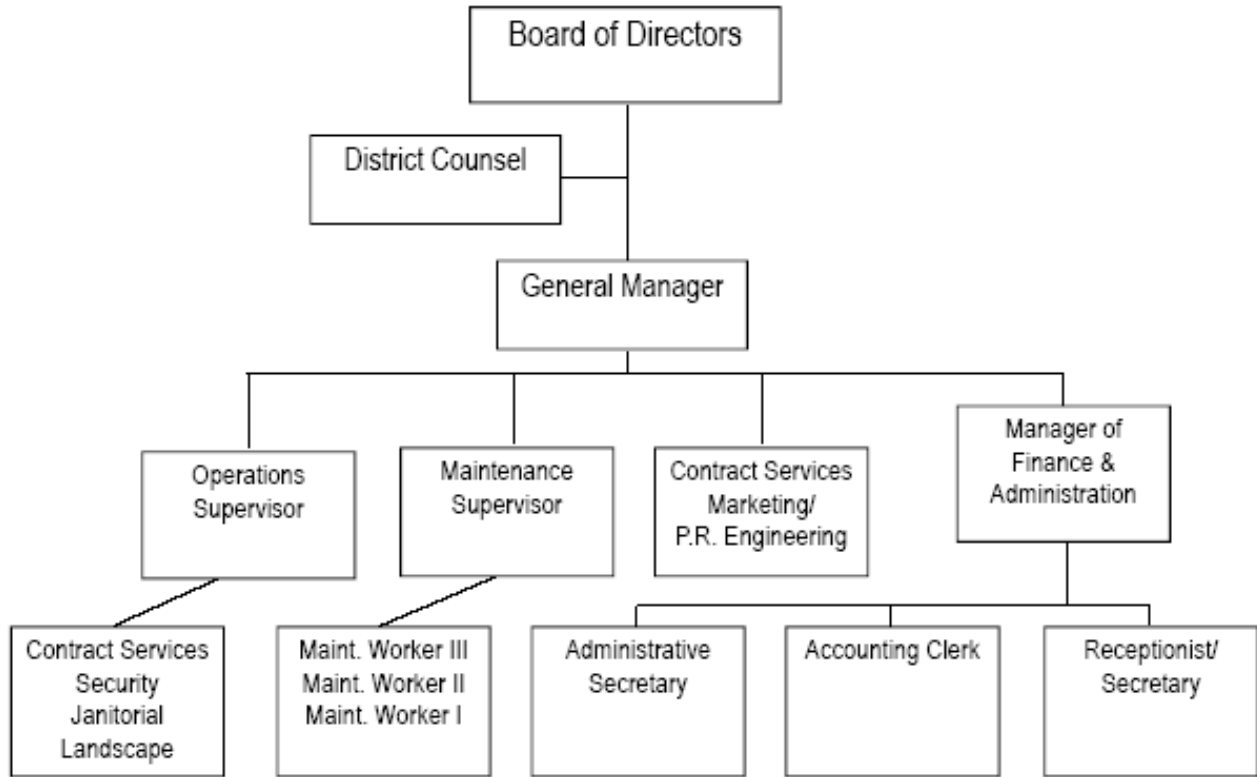 Board of Directors
District Counsel
General Manager
Operations
Supervisor
Maintenance
Supervisor
Contract Services
Marketing/
P.R. Engineering
Manager of
Finance &
Administration
Contract Services
Security
Janitorial
Landscape
Maint. Worker III
Maint. Worker II
Maint. Worker I
Administrative
Secretary
Accounting Clerk
Receptionist/
Secretary